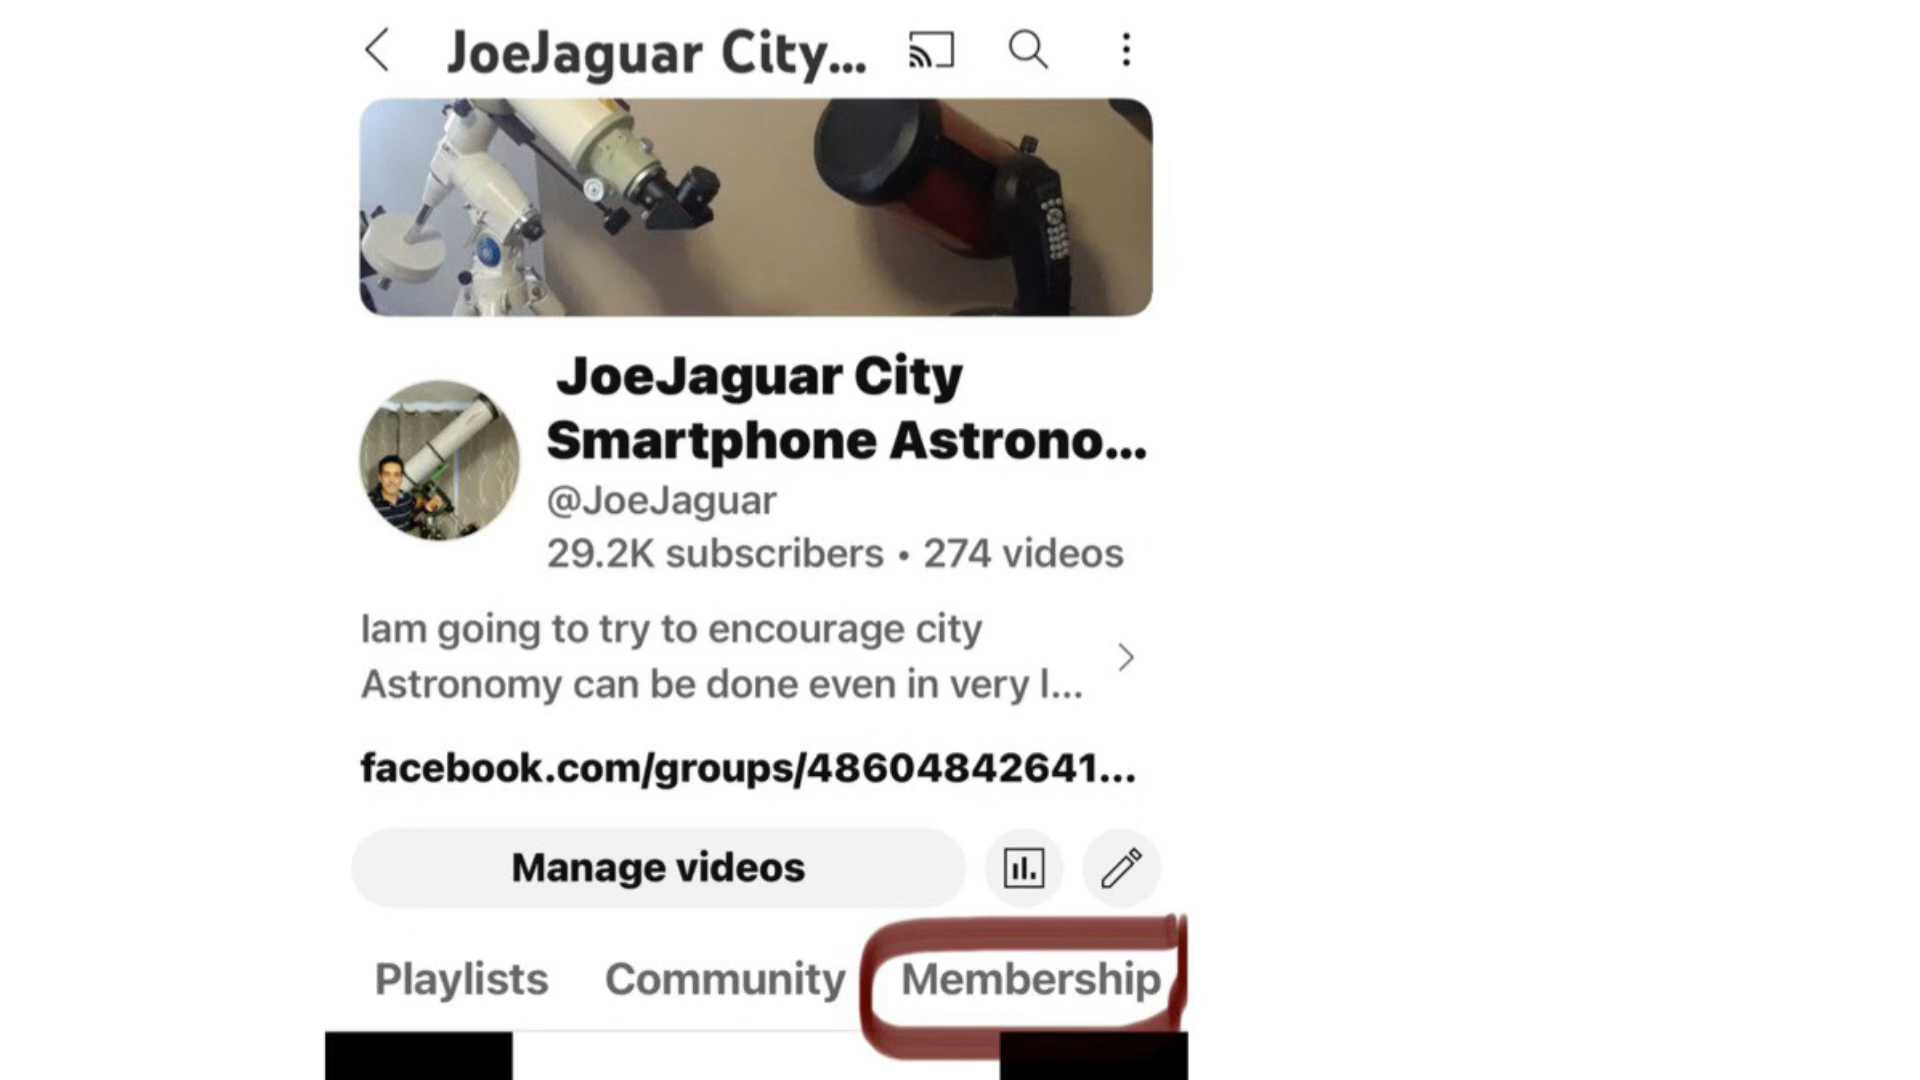 JoeJaguar City...
JoeJaguar City
Smartphone Astrono...
@JoeJaguar
29.2K subscribers • 274 videos
Iam going to try to encourage city
Astronomy can be done even in very l...
facebook.com/groups/48604842641...
Manage videos
Playlists Community Membership